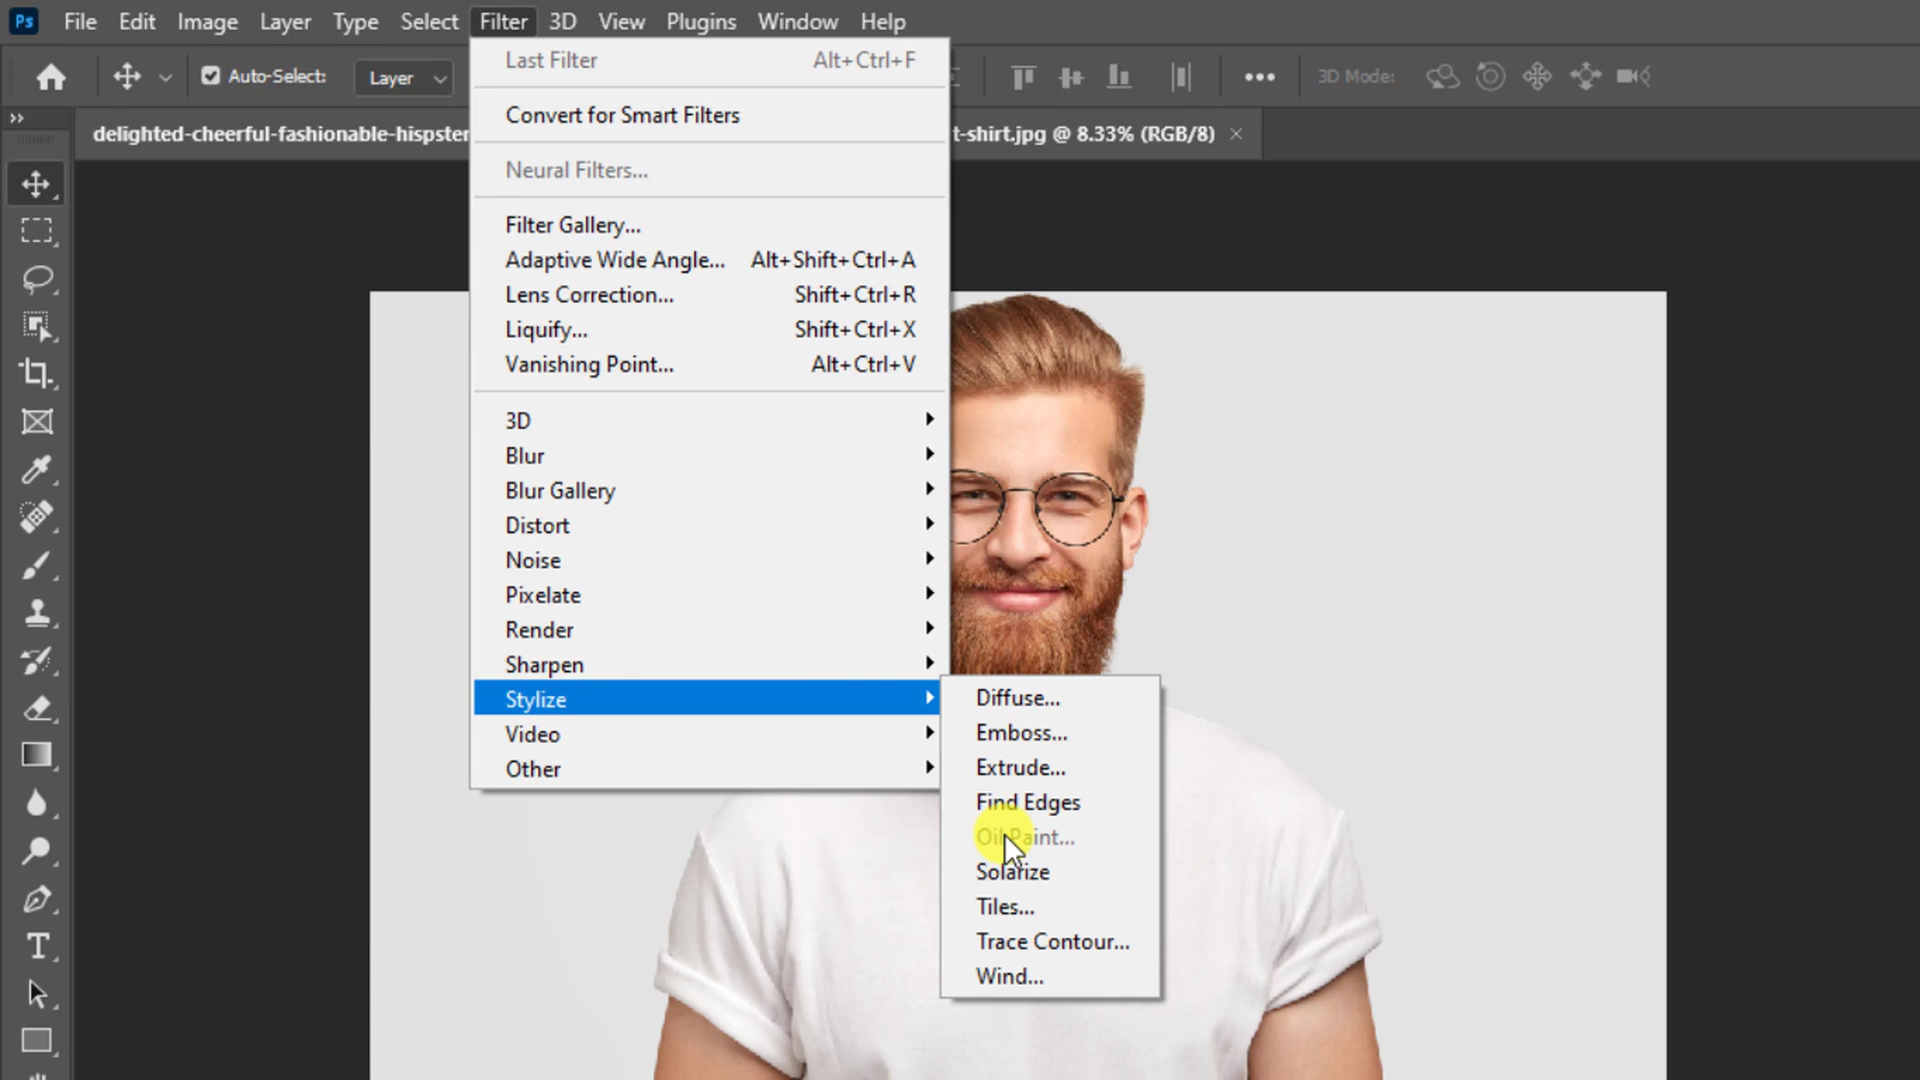 Ps File Edit Image Layer Type Select Filter 3D View Plugins Window Help
Auto-Select: Layer 3D Mode:
delighted-cheerful-fashionable-hispster t-shirt.jpg @ 8.33% (RGB/8) ×
Last Filter Alt+Ctrl+F
Convert for Smart Filters
Neural Filters...
Filter Gallery...
Adaptive Wide Angle... Alt+Shift+Ctrl+A
Lens Correction... Shift+Ctrl+R
Liquify... Shift+Ctrl+X
Vanishing Point... Alt+Ctrl+V
3D
Blur
Blur Gallery
Distort
Noise
Pixelate
Render
Sharpen
Stylize
Video
Other
Diffuse...
Emboss...
Extrude...
Find Edges
Oil Paint...
Solarize
Tiles...
Trace Contour...
Wind...